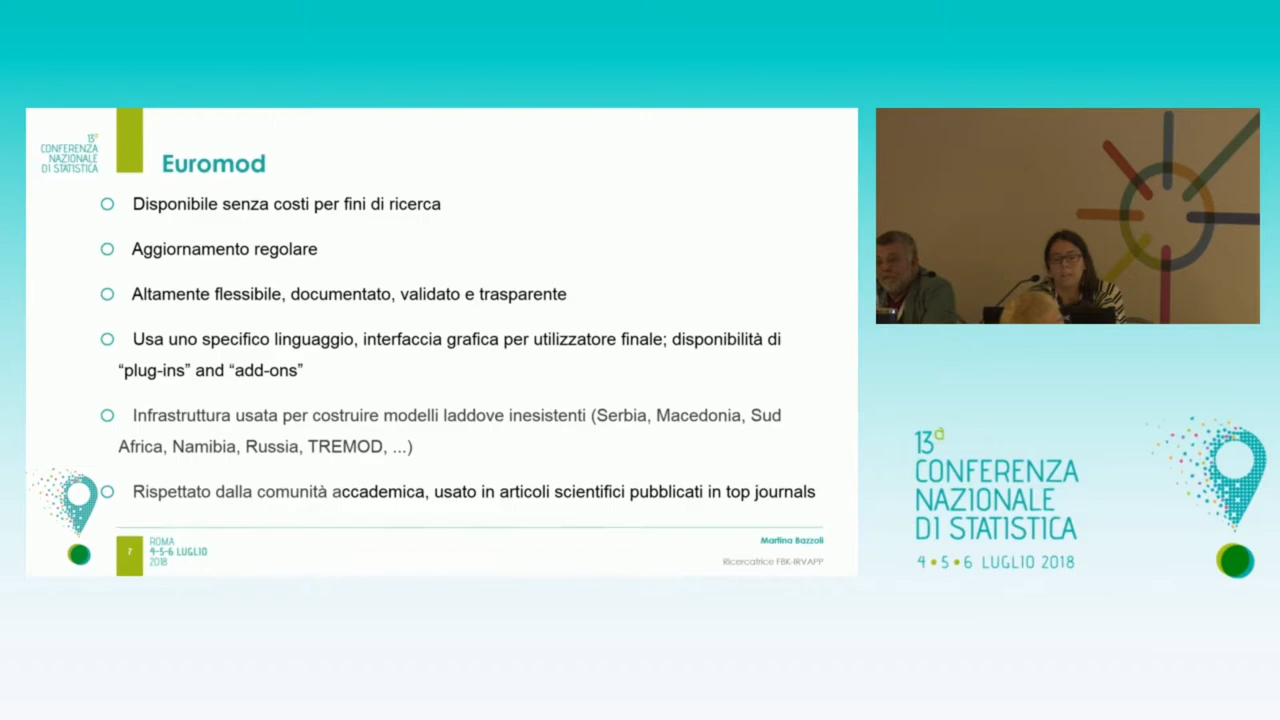 13ª
CONFERENZA
NAZIONALE
DI STATISTICA
Euromod
Disponibile senza costi per fini di ricerca
Aggiornamento regolare
Altamente flessibile, documentato, validato e trasparente
Usa uno specifico linguaggio, interfaccia grafica per utilizzatore finale; disponibilità di
“plug-ins” and “add-ons”
Infrastruttura usata per costruire modelli laddove inesistenti (Serbia, Macedonia, Sud
Africa, Namibia, Russia, TREMOD, ...)
Rispettato dalla comunità accademica, usato in articoli scientifici pubblicati in top journals
7
ROMA
4-5-6 LUGLIO
2018
Martina Bazzoli
Ricercatrice FBK-IRVAPP
13ª
CONFERENZA
NAZIONALE
DI STATISTICA
4 • 5 • 6 LUGLIO 2018